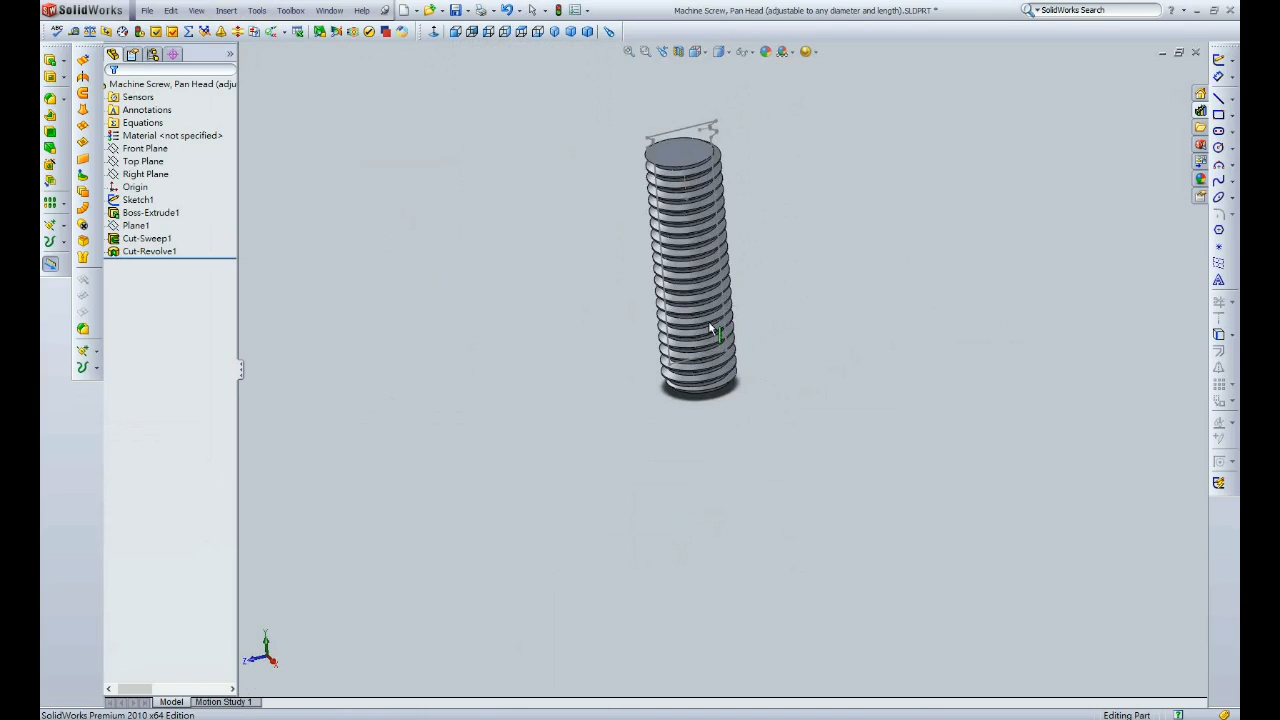 SolidWorks File Edit View Insert Tools Toolbox Window Help Machine Screw, Pan Head (adjustable to any diameter and length).SLDPRT * SolidWorks Search
Machine Screw, Pan Head (adju
Sensors
Annotations
Equations
Material <not specified>
Front Plane
Top Plane
Right Plane
Origin
Sketch1
Boss-Extrude1
Plane1
Cut-Sweep1
Cut-Revolve1
Y
Z
X
Model Motion Study 1
SolidWorks Premium 2010 x64 Edition Editing Part